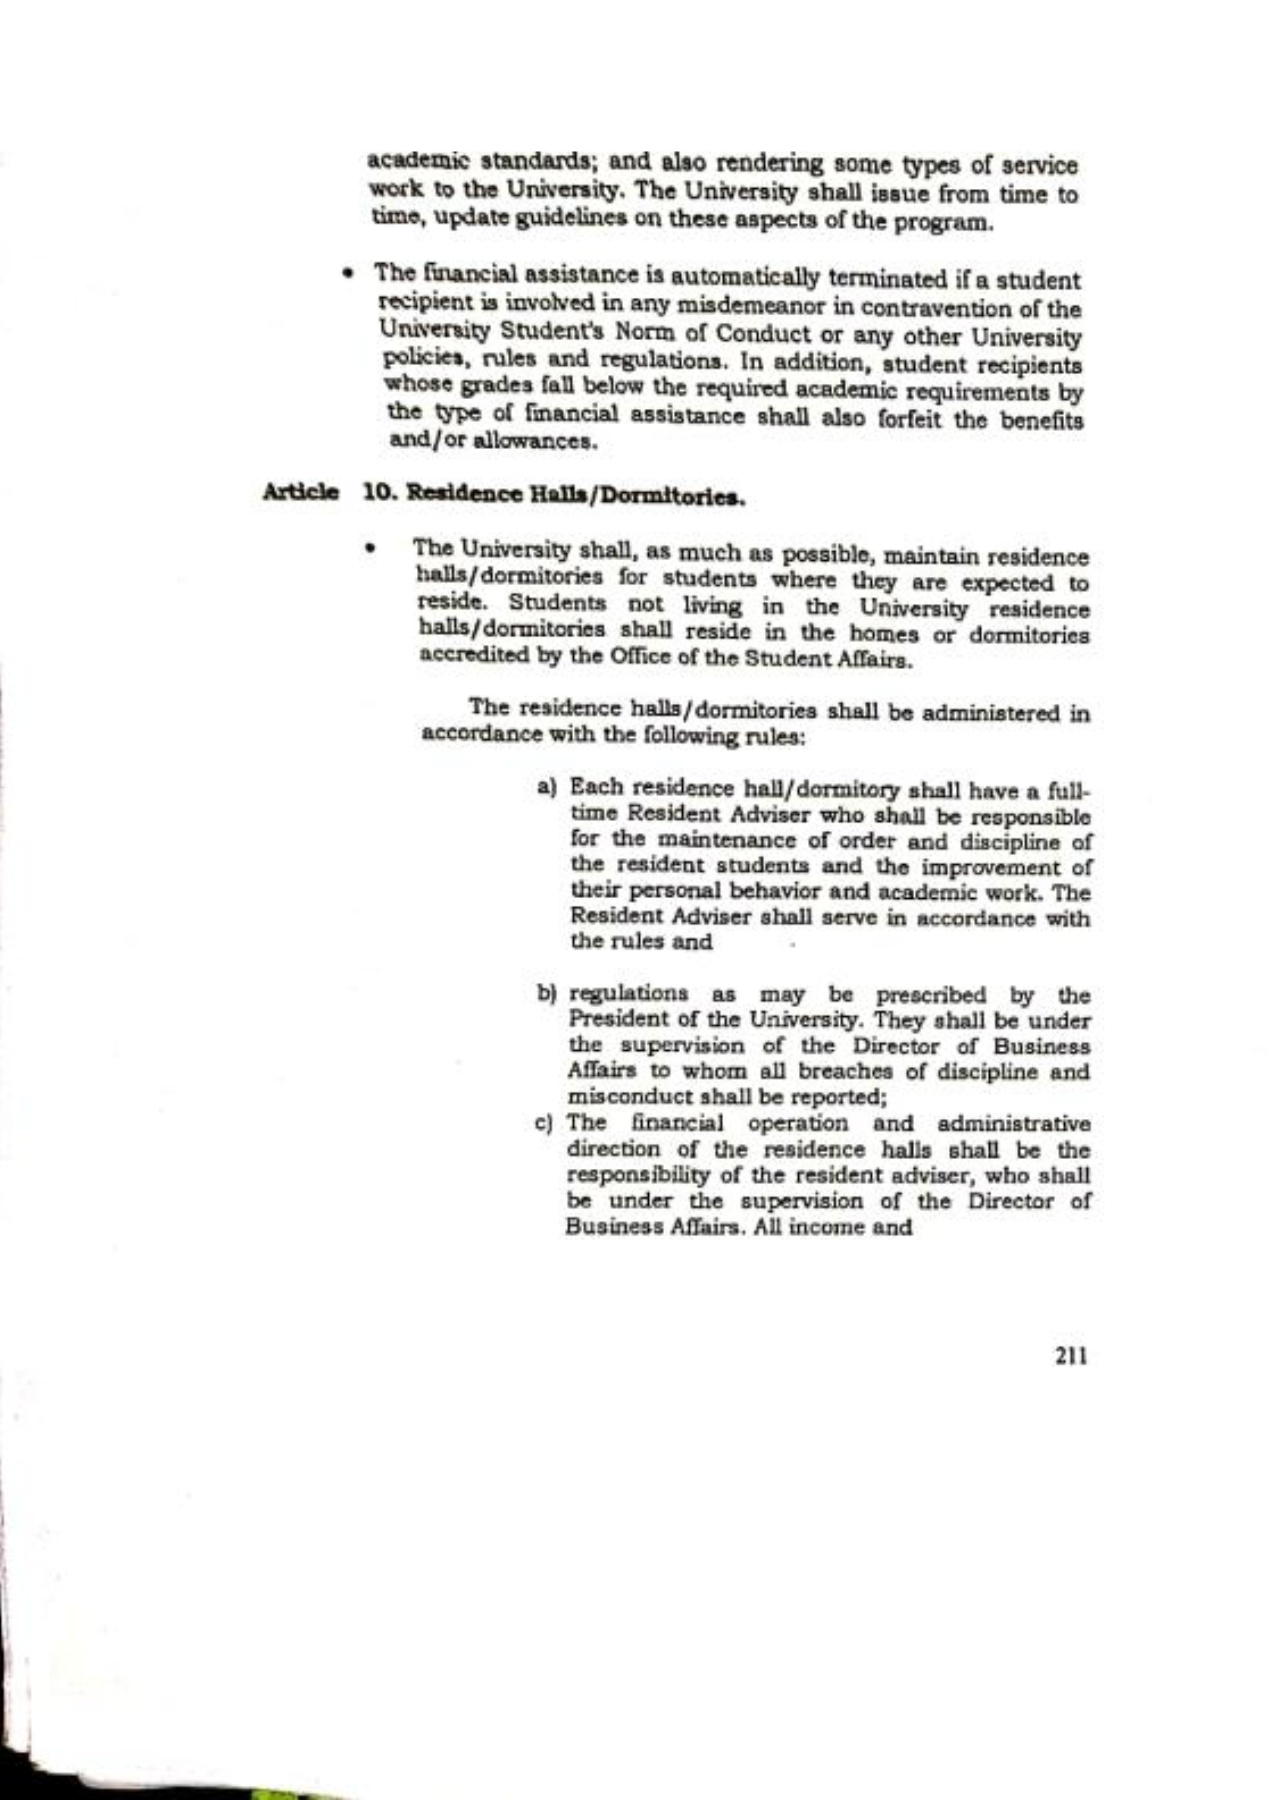 academic standards; and also rendering some types of service
work to the University. The University shall issue from time to
time, update guidelines on these aspects of the program.
• The financial assistance is automatically terminated if a student
recipient is involved in any misdemeanor in contravention of the
University Student's Norm of Conduct or any other University
policies, rules and regulations. In addition, student recipients
whose grades fall below the required academic requirements by
the type of financial assistance shall also forfeit the benefits
and/or allowances.
Article 10. Residence Halls/Dormitories.
• The University shall, as much as possible, maintain residence
halls/dormitories for students where they are expected to
reside. Students not living in the University residence
halls/dormitories shall reside in the homes or dormitories
accredited by the Office of the Student Affairs.
The residence halls/dormitories shall be administered in
accordance with the following rules:
a) Each residence hall/dormitory shall have a full-
time Resident Adviser who shall be responsible
for the maintenance of order and discipline of
the resident students and the improvement of
their personal behavior and academic work. The
Resident Adviser shall serve in accordance with
the rules and
b) regulations as may be prescribed by the
President of the University. They shall be under
the supervision of the Director of Business
Affairs to whom all breaches of discipline and
misconduct shall be reported;
c) The financial operation and administrative
direction of the residence halls shall be the
responsibility of the resident adviser, who shall
be under the supervision of the Director of
Business Affairs. All income and
211